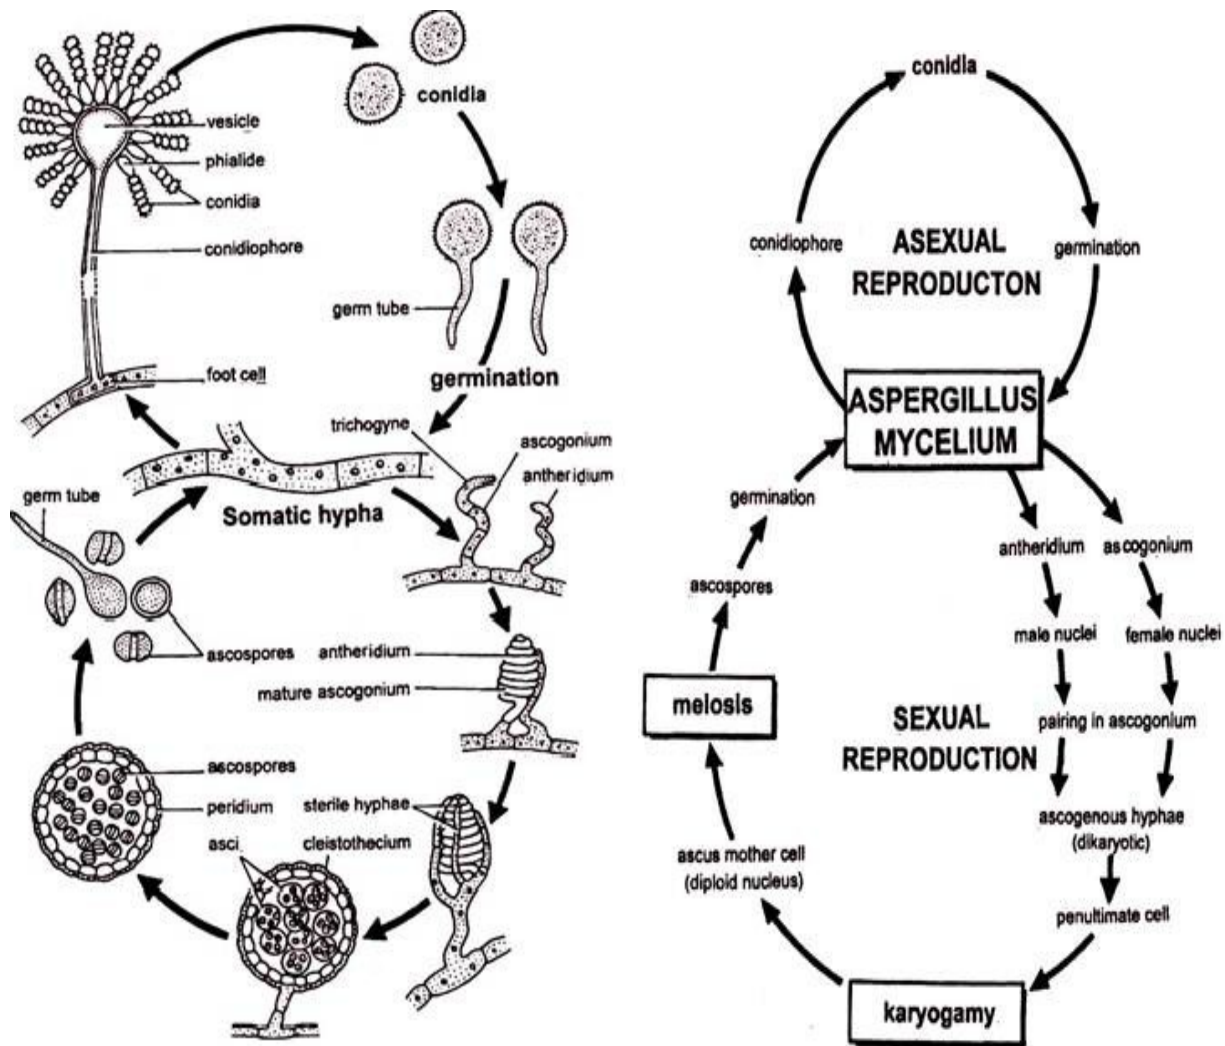 conidia
vesicle
phialide
conidia
conidiophore
germ tube
foot cell
germination
trichogyne
ascogonium
antheridium
germ tube
Somatic hypha
ascospores
antheridium
mature ascogonium
ascospores
peridium
sterile hyphae
asci
cleistothecium
conidia
conidiophore
ASEXUAL
REPRODUCTON
germination
ASPERGILLUS
MYCELIUM
germination
antheridium
ascogonium
ascospores
male nuclei
female nuclei
meiosis
SEXUAL
REPRODUCTION
pairing in ascogonium
ascogenous hyphae
(dikaryotic)
ascus mother cell
(diploid nucleus)
penultimate cell
karyogamy